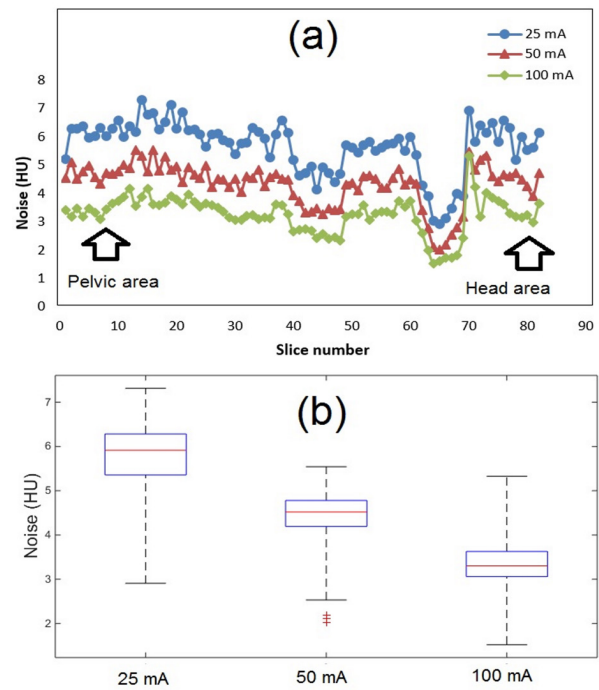 (a)
25 mA
50 mA
100 mA
Noise (HU)
8
7
6
5
4
3
2
1
0
Pelvic area
Head area
0 10 20 30 40 50 60 70 80 90
Slice number
(b)
Noise (HU)
7
6
5
4
3
2
25 mA 50 mA 100 mA